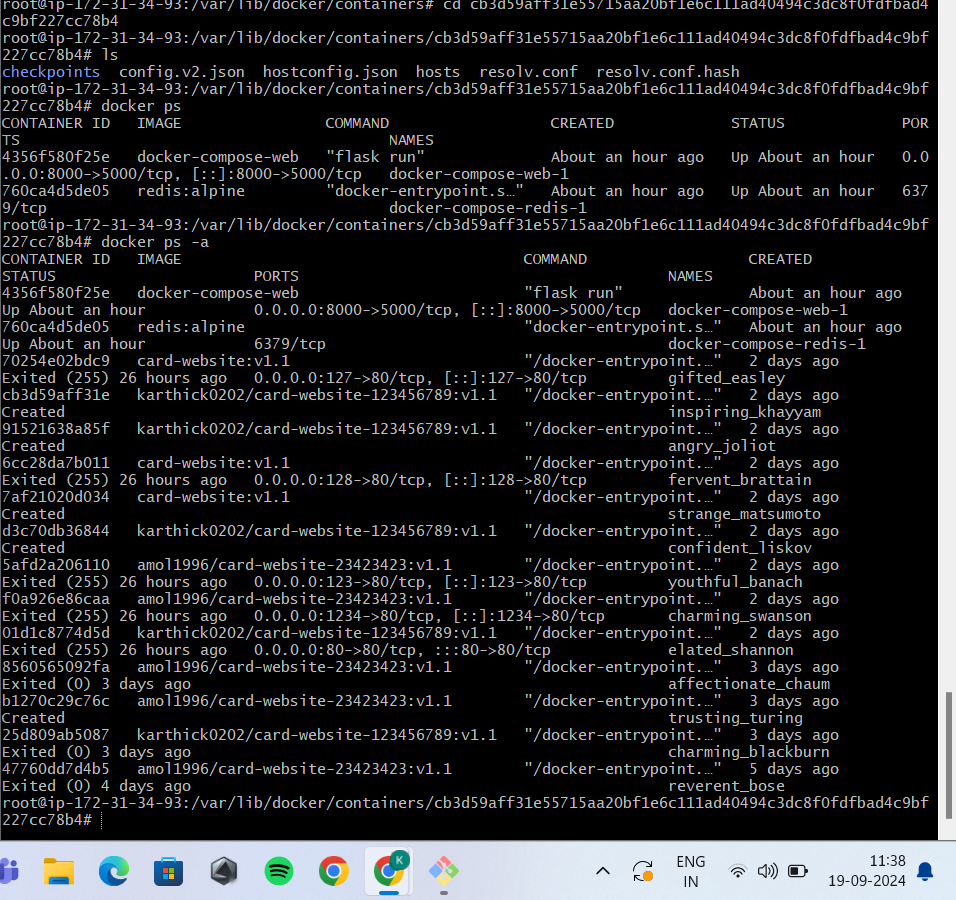 root@ip-172-31-34-93:/var/lib/docker/containers# cd cb3d59aff31e55715aa20bf1e6c111ad40494c3dc8f0fdfbad4
c9bf227cc78b4
root@ip-172-31-34-93:/var/lib/docker/containers/cb3d59aff31e55715aa20bf1e6c111ad40494c3dc8f0fdfbad4c9bf
227cc78b4# ls
checkpoints  config.v2.json  hostconfig.json  hosts  resolv.conf  resolv.conf.hash
root@ip-172-31-34-93:/var/lib/docker/containers/cb3d59aff31e55715aa20bf1e6c111ad40494c3dc8f0fdfbad4c9bf
227cc78b4# docker ps
CONTAINER ID   IMAGE                COMMAND                  CREATED             STATUS             POR
TS                                         NAMES
4356f580f25e   docker-compose-web   "flask run"              About an hour ago   Up About an hour   0.0
.0.0:8000->5000/tcp, [::]:8000->5000/tcp   docker-compose-web-1
760ca4d5de05   redis:alpine         "docker-entrypoint.s…"   About an hour ago   Up About an hour   637
9/tcp                                      docker-compose-redis-1
root@ip-172-31-34-93:/var/lib/docker/containers/cb3d59aff31e55715aa20bf1e6c111ad40494c3dc8f0fdfbad4c9bf
227cc78b4# docker ps -a
CONTAINER ID   IMAGE                                      COMMAND                  CREATED
STATUS                      PORTS                                         NAMES
4356f580f25e   docker-compose-web                         "flask run"              About an hour ago
Up About an hour            0.0.0.0:8000->5000/tcp, [::]:8000->5000/tcp   docker-compose-web-1
760ca4d5de05   redis:alpine                               "docker-entrypoint.s…"   About an hour ago
Up About an hour            6379/tcp                                      docker-compose-redis-1
70254e02bdc9   card-website:v1.1                          "/docker-entrypoint.…"   2 days ago
Exited (255) 26 hours ago   0.0.0.0:127->80/tcp, [::]:127->80/tcp         gifted_easley
cb3d59aff31e   karthick0202/card-website-123456789:v1.1   "/docker-entrypoint.…"   2 days ago
Created                                                                   inspiring_khayyam
91521638a85f   karthick0202/card-website-123456789:v1.1   "/docker-entrypoint.…"   2 days ago
Created                                                                   angry_joliot
6cc28da7b011   card-website:v1.1                          "/docker-entrypoint.…"   2 days ago
Exited (255) 26 hours ago   0.0.0.0:128->80/tcp, [::]:128->80/tcp         fervent_brattain
7af21020d034   card-website:v1.1                          "/docker-entrypoint.…"   2 days ago
Created                                                                   strange_matsumoto
d3c70db36844   karthick0202/card-website-123456789:v1.1   "/docker-entrypoint.…"   2 days ago
Created                                                                   confident_liskov
5afd2a206110   amol1996/card-website-23423423:v1.1        "/docker-entrypoint.…"   2 days ago
Exited (255) 26 hours ago   0.0.0.0:123->80/tcp, [::]:123->80/tcp         youthful_banach
f0a926e86caa   amol1996/card-website-23423423:v1.1        "/docker-entrypoint.…"   2 days ago
Exited (255) 26 hours ago   0.0.0.0:1234->80/tcp, [::]:1234->80/tcp       charming_swanson
01d1c8774d5d   karthick0202/card-website-123456789:v1.1   "/docker-entrypoint.…"   2 days ago
Exited (255) 26 hours ago   0.0.0.0:80->80/tcp, :::80->80/tcp             elated_shannon
8560565092fa   amol1996/card-website-23423423:v1.1        "/docker-entrypoint.…"   3 days ago
Exited (0) 3 days ago                                                     affectionate_chaum
b1270c29c76c   amol1996/card-website-23423423:v1.1        "/docker-entrypoint.…"   3 days ago
Created                                                                   trusting_turing
25d809ab5087   karthick0202/card-website-123456789:v1.1   "/docker-entrypoint.…"   3 days ago
Exited (0) 3 days ago                                                     charming_blackburn
47760dd7d4b5   amol1996/card-website-23423423:v1.1        "/docker-entrypoint.…"   5 days ago
Exited (0) 4 days ago                                                     reverent_bose
root@ip-172-31-34-93:/var/lib/docker/containers/cb3d59aff31e55715aa20bf1e6c111ad40494c3dc8f0fdfbad4c9bf
227cc78b4#
K
ENG
IN
11:38
19-09-2024